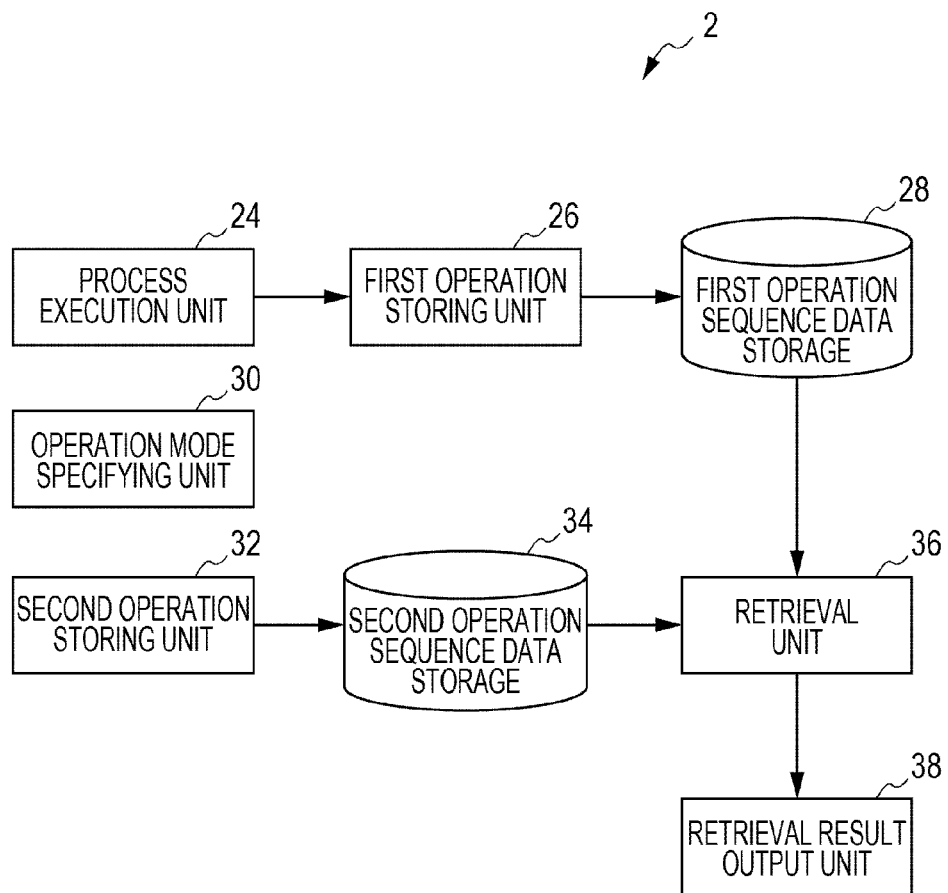 2
24
PROCESS
EXECUTION UNIT
26
FIRST OPERATION
STORING UNIT
28
FIRST OPERATION
SEQUENCE DATA
STORAGE
30
OPERATION MODE
SPECIFYING UNIT
32
SECOND OPERATION
STORING UNIT
34
SECOND OPERATION
SEQUENCE DATA
STORAGE
36
RETRIEVAL
UNIT
38
RETRIEVAL RESULT
OUTPUT UNIT